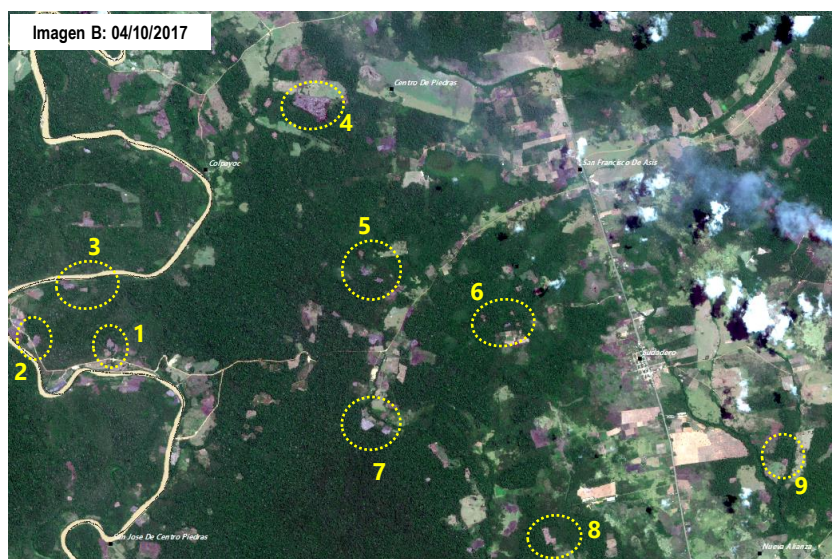 Imagen B: 04/10/2017
Centro De Piedras
4
Colpayoc
San Francisco De Asis
3
5
6
1
2
7
9
8
San Jose De Centro Piedras
Nueva Alianza